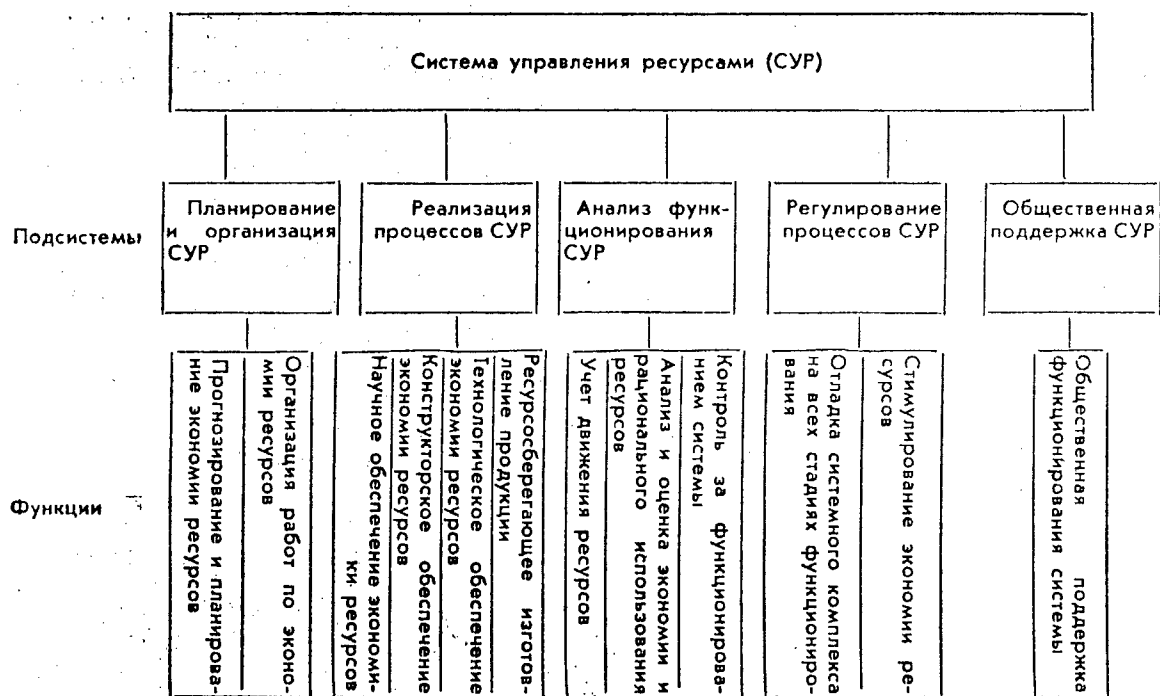 Система управления ресурсами (СУР)
Подсистемы
Планирование
и организация
СУР
Реализация
процессов СУР
Анализ функ-
ционирования
СУР
Регулирование
процессов СУР
Общественная
поддержка СУР
Функции
Организация работ по эконо-
мии ресурсов
Прогнозирование и планирова-
ние экономии ресурсов
Ресурсосберегающее изготов-
ление продукции
Технологическое обеспечение
экономии ресурсов
Конструкторское обеспечение
экономии ресурсов
Научное обеспечение экономи-
ки ресурсов
Контроль за функционирова-
нием системы
Анализ и оценка экономии и
рационального использования
ресурсов
Учет движения ресурсов
Стимулирование экономии ре-
сурсов
Отладка системного комплекса
на всех стадиях функциониро-
вания
Общественная поддержка
функционирования системы